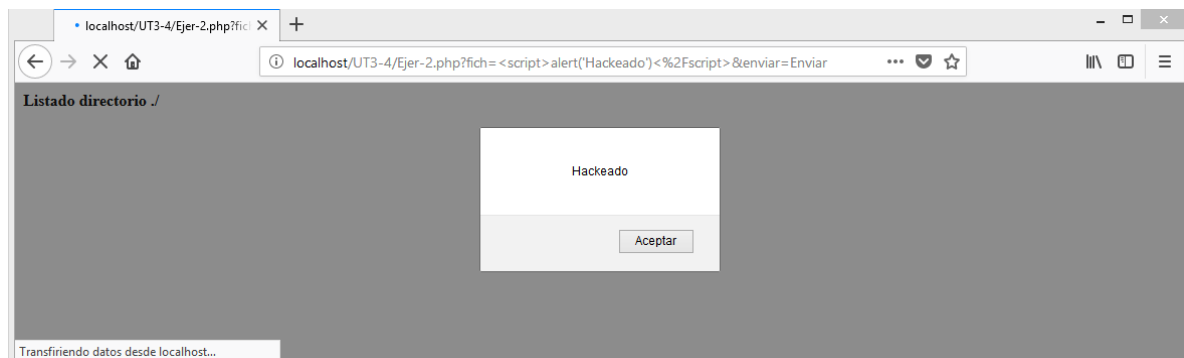 localhost/UT3-4/Ejer-2.php?fic
localhost/UT3-4/Ejer-2.php?fich=<script>alert('Hackeado')<%2Fscript>&enviar=Enviar
Listado directorio ./
Hackeado
Aceptar
Transfiriendo datos desde localhost...